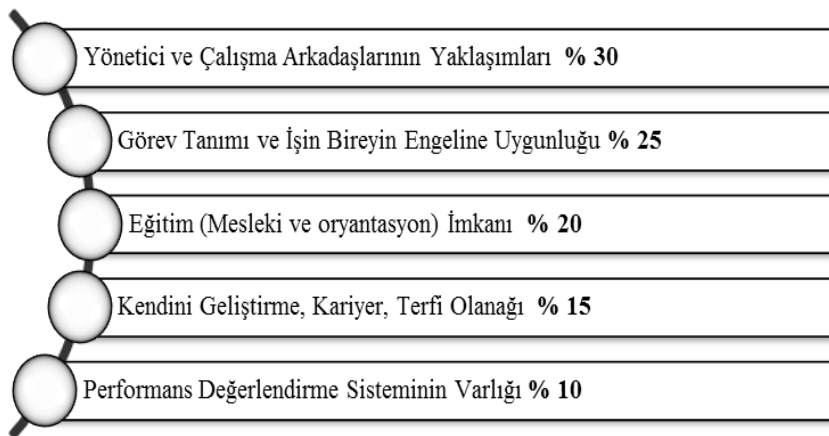 Yönetici ve Çalışma Arkadaşlarının Yaklaşımları % 30
Görev Tanımı ve İşin Bireyin Engeline Uygunluğu % 25
Eğitim (Mesleki ve oryantasyon) İmkanı % 20
Kendini Geliştirme, Kariyer, Terfi Olanağı % 15
Performans Değerlendirme Sisteminin Varlığı % 10